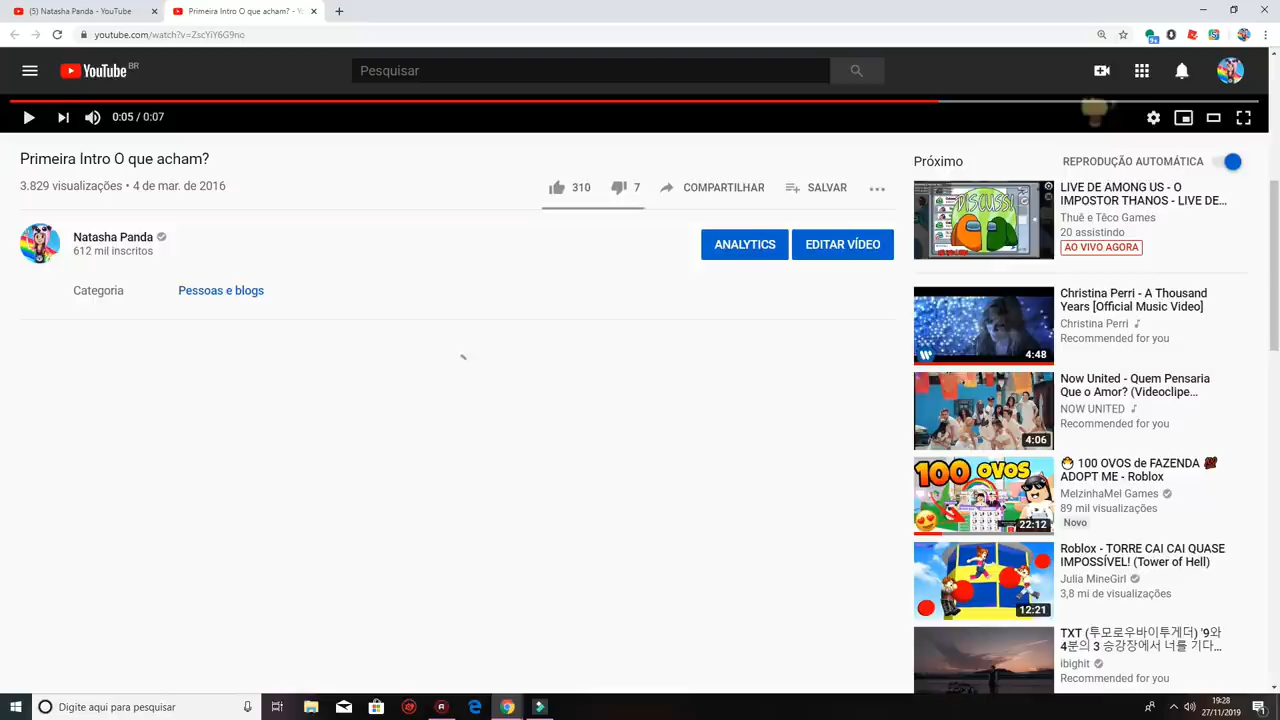 (5) Natasha Panda - YouTube
Primeira Intro O que acham? - Yo
youtube.com/watch?v=ZscYiY6G9no
9+
YouTube BR
Pesquisar
0:05 / 0:07
Primeira Intro O que acham?
3.829 visualizações • 4 de mar. de 2016
310
7
COMPARTILHAR
SALVAR
Natasha Panda
612 mil inscritos
ANALYTICS
EDITAR VÍDEO
Categoria
Pessoas e blogs
Próximo
REPRODUÇÃO AUTOMÁTICA
DISCUSS
LIVE DE AMONG US - O
IMPOSTOR THANOS - LIVE DE...
Thuê e Têco Games
20 assistindo
AO VIVO AGORA
4:48
Christina Perri - A Thousand
Years [Official Music Video]
Christina Perri
Recommended for you
4:06
Now United - Quem Pensaria
Que o Amor? (Videoclipe...
NOW UNITED
Recommended for you
100 OVOS
22:12
100 OVOS de FAZENDA
ADOPT ME - Roblox
MelzinhaMel Games
89 mil visualizações
Novo
12:21
Roblox - TORRE CAI CAI QUASE
IMPOSSÍVEL! (Tower of Hell)
Julia MineGirl
3,8 mi de visualizações
TXT (투모로우바이투게더) '9와
4분의 3 승강장에서 너를 기다...
ibighit
Recommended for you
Digite aqui para pesquisar
19:28
27/11/2019
1